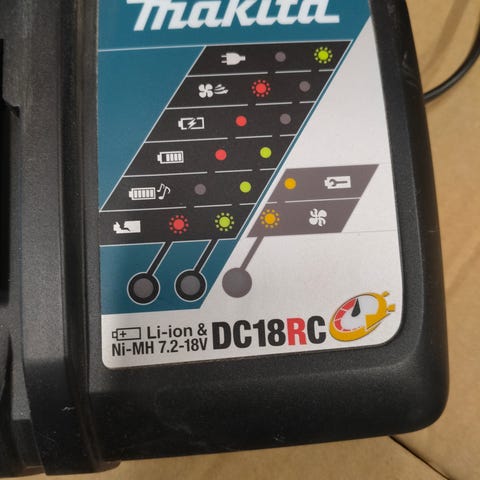 makita
Li-ion &
Ni-MH 7.2-18V
DC18RC